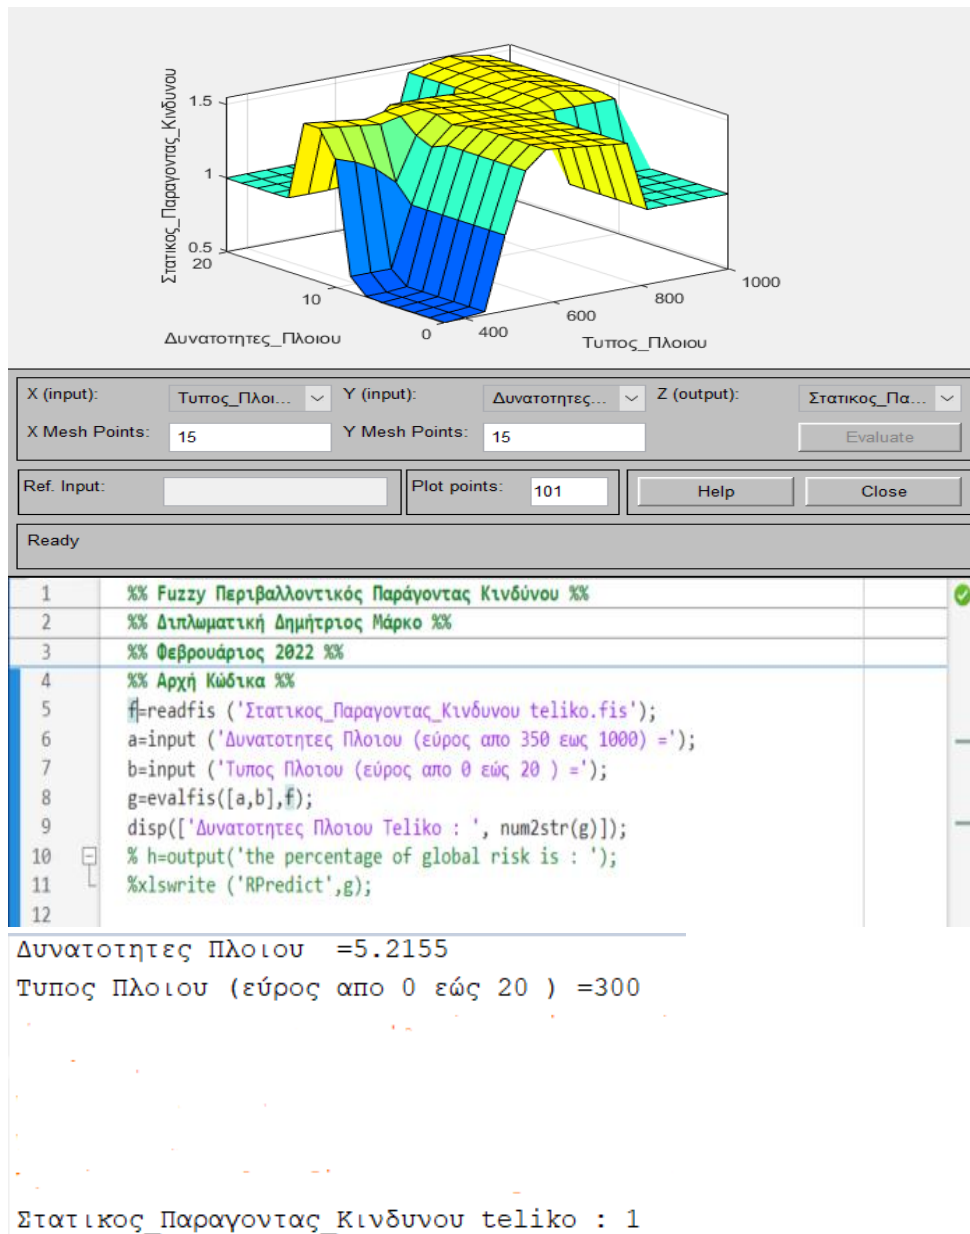 Στατικος_Παραγοντας_Κινδυνου
1.5
1
0.5
20
10
0
Δυνατοτητες_Πλοιου
400
600
800
1000
Τυπος_Πλοιου
X (input):
Τυπος_Πλοι...
Y (input):
Δυνατοτητες...
Z (output):
Στατικος_Πα...
X Mesh Points:
15
Y Mesh Points:
15
Evaluate
Ref. Input:
Plot points:
101
Help
Close
Ready
1 %% Fuzzy Περιβαλλοντικός Παράγοντας Κινδύνου %%
2 %% Διπλωματική Δημήτριος Μάρκο %%
3 %% Φεβρουάριος 2022 %%
4 %% Αρχή Κώδικα %%
5 f=readfis ('Στατικος_Παραγοντας_Κινδυνου teliko.fis');
6 a=input ('Δυνατοτητες Πλοιου (εύρος απο 350 εως 1000) =');
7 b=input ('Τυπος Πλοιου (εύρος απο 0 εώς 20 ) =');
8 g=evalfis([a,b],f);
9 disp(['Δυνατοτητες Πλοιου Teliko : ', num2str(g)]);
10 % h=output('the percentage of global risk is : ');
11 %xlswrite ('RPredict',g);
12
Δυνατοτητες Πλοιου =5.2155
Τυπος Πλοιου (εύρος απο 0 εώς 20 ) =300
Στατικος_Παραγοντας_Κινδυνου teliko : 1